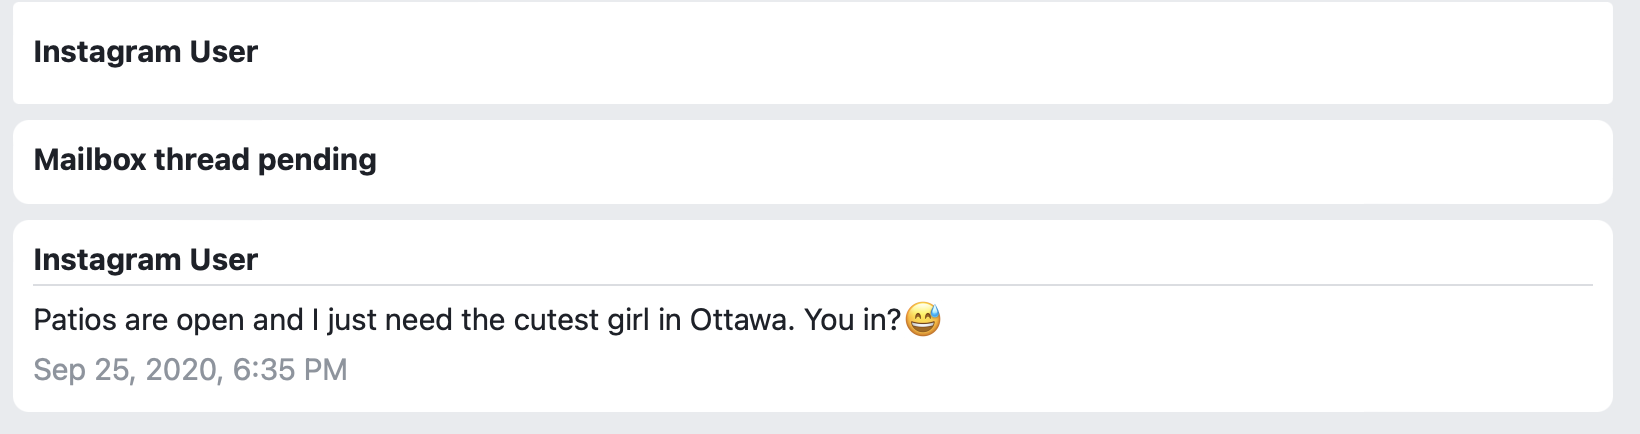 Instagram User
Mailbox thread pending
Instagram User
Patios are open and I just need the cutest girl in Ottawa. You in?😅
Sep 25, 2020, 6:35 PM